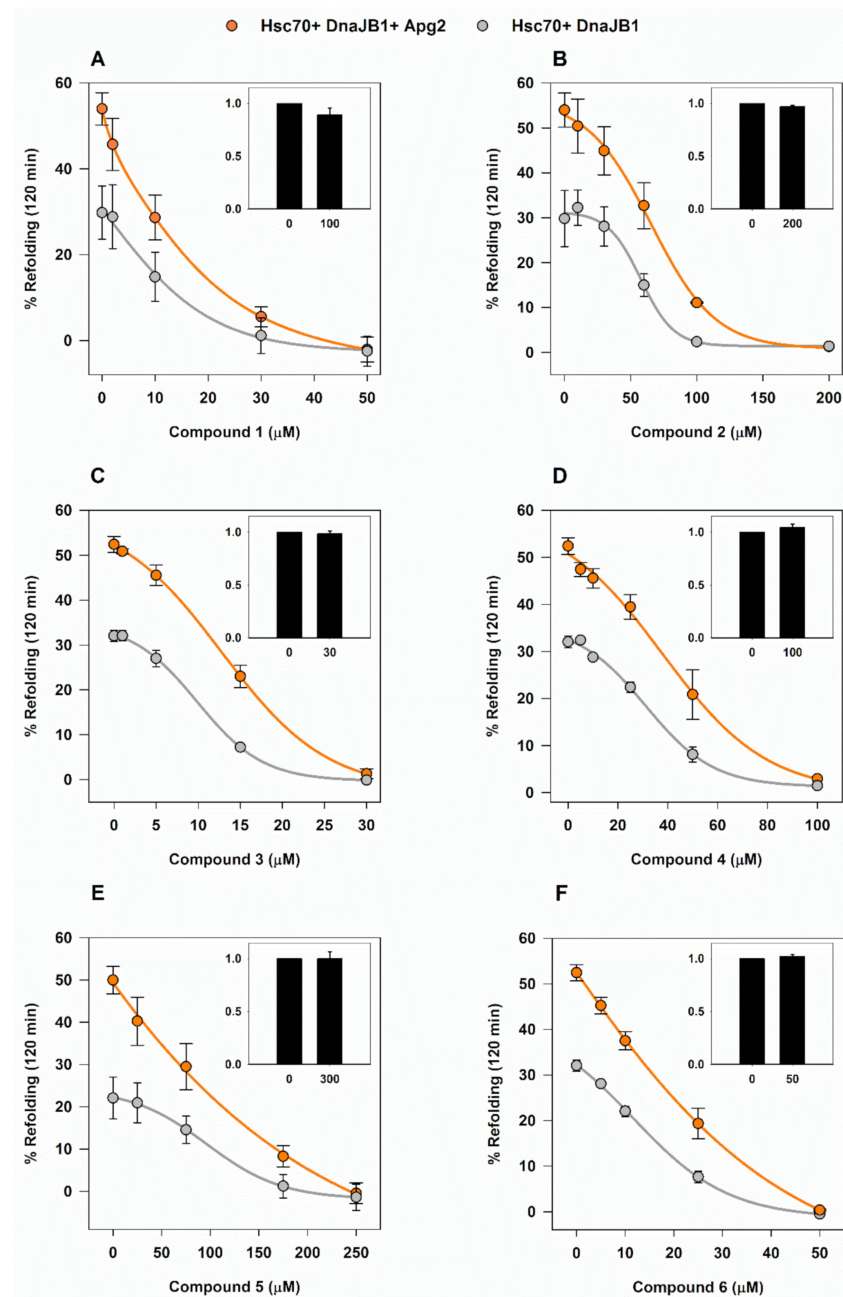 Hsc70+ DnaJB1+ Apg2 Hsc70+ DnaJB1
A
60
40
20
0
% Refolding (120 min)
1.0
0.5
0.0
0 100
0 10 20 30 40 50
Compound 1 (μM)
B
60
50
40
30
20
10
0
% Refolding (120 min)
1.0
0.5
0.0
0 200
0 50 100 150 200
Compound 2 (μM)
C
60
50
40
30
20
10
0
% Refolding (120 min)
1.0
0.5
0.0
0 30
0 5 10 15 20 25 30
Compound 3 (μM)
D
60
50
40
30
20
10
0
% Refolding (120 min)
1.0
0.5
0.0
0 100
0 20 40 60 80 100
Compound 4 (μM)
E
60
50
40
30
20
10
0
% Refolding (120 min)
1.0
0.5
0.0
0 300
0 50 100 150 200 250
Compound 5 (μM)
F
60
50
40
30
20
10
0
% Refolding (120 min)
1.0
0.5
0.0
0 50
0 10 20 30 40 50
Compound 6 (μM)